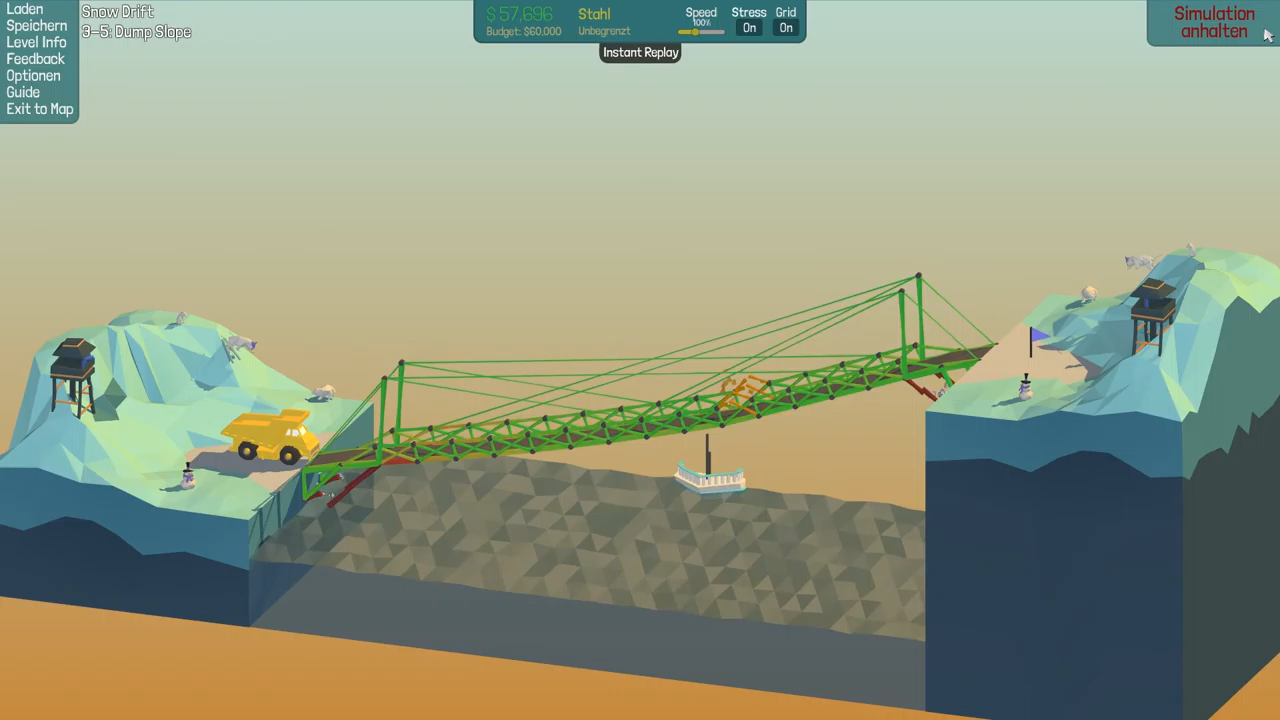 Laden
Speichern
Level Info
Feedback
Optionen
Guide
Exit to Map
Snow Drift
3-5: Dump Slope
$57,696
Budget: $60,000
Stahl
Unbegrenzt
Speed
100%
Stress
On
Grid
On
Instant Replay
Simulation
anhalten